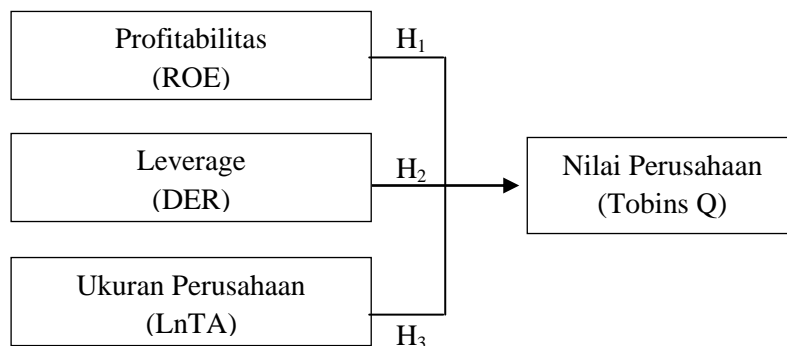 Profitabilitas
(ROE)
H1
Leverage
(DER)
H2
Nilai Perusahaan
(Tobins Q)
Ukuran Perusahaan
(LnTA)
H3